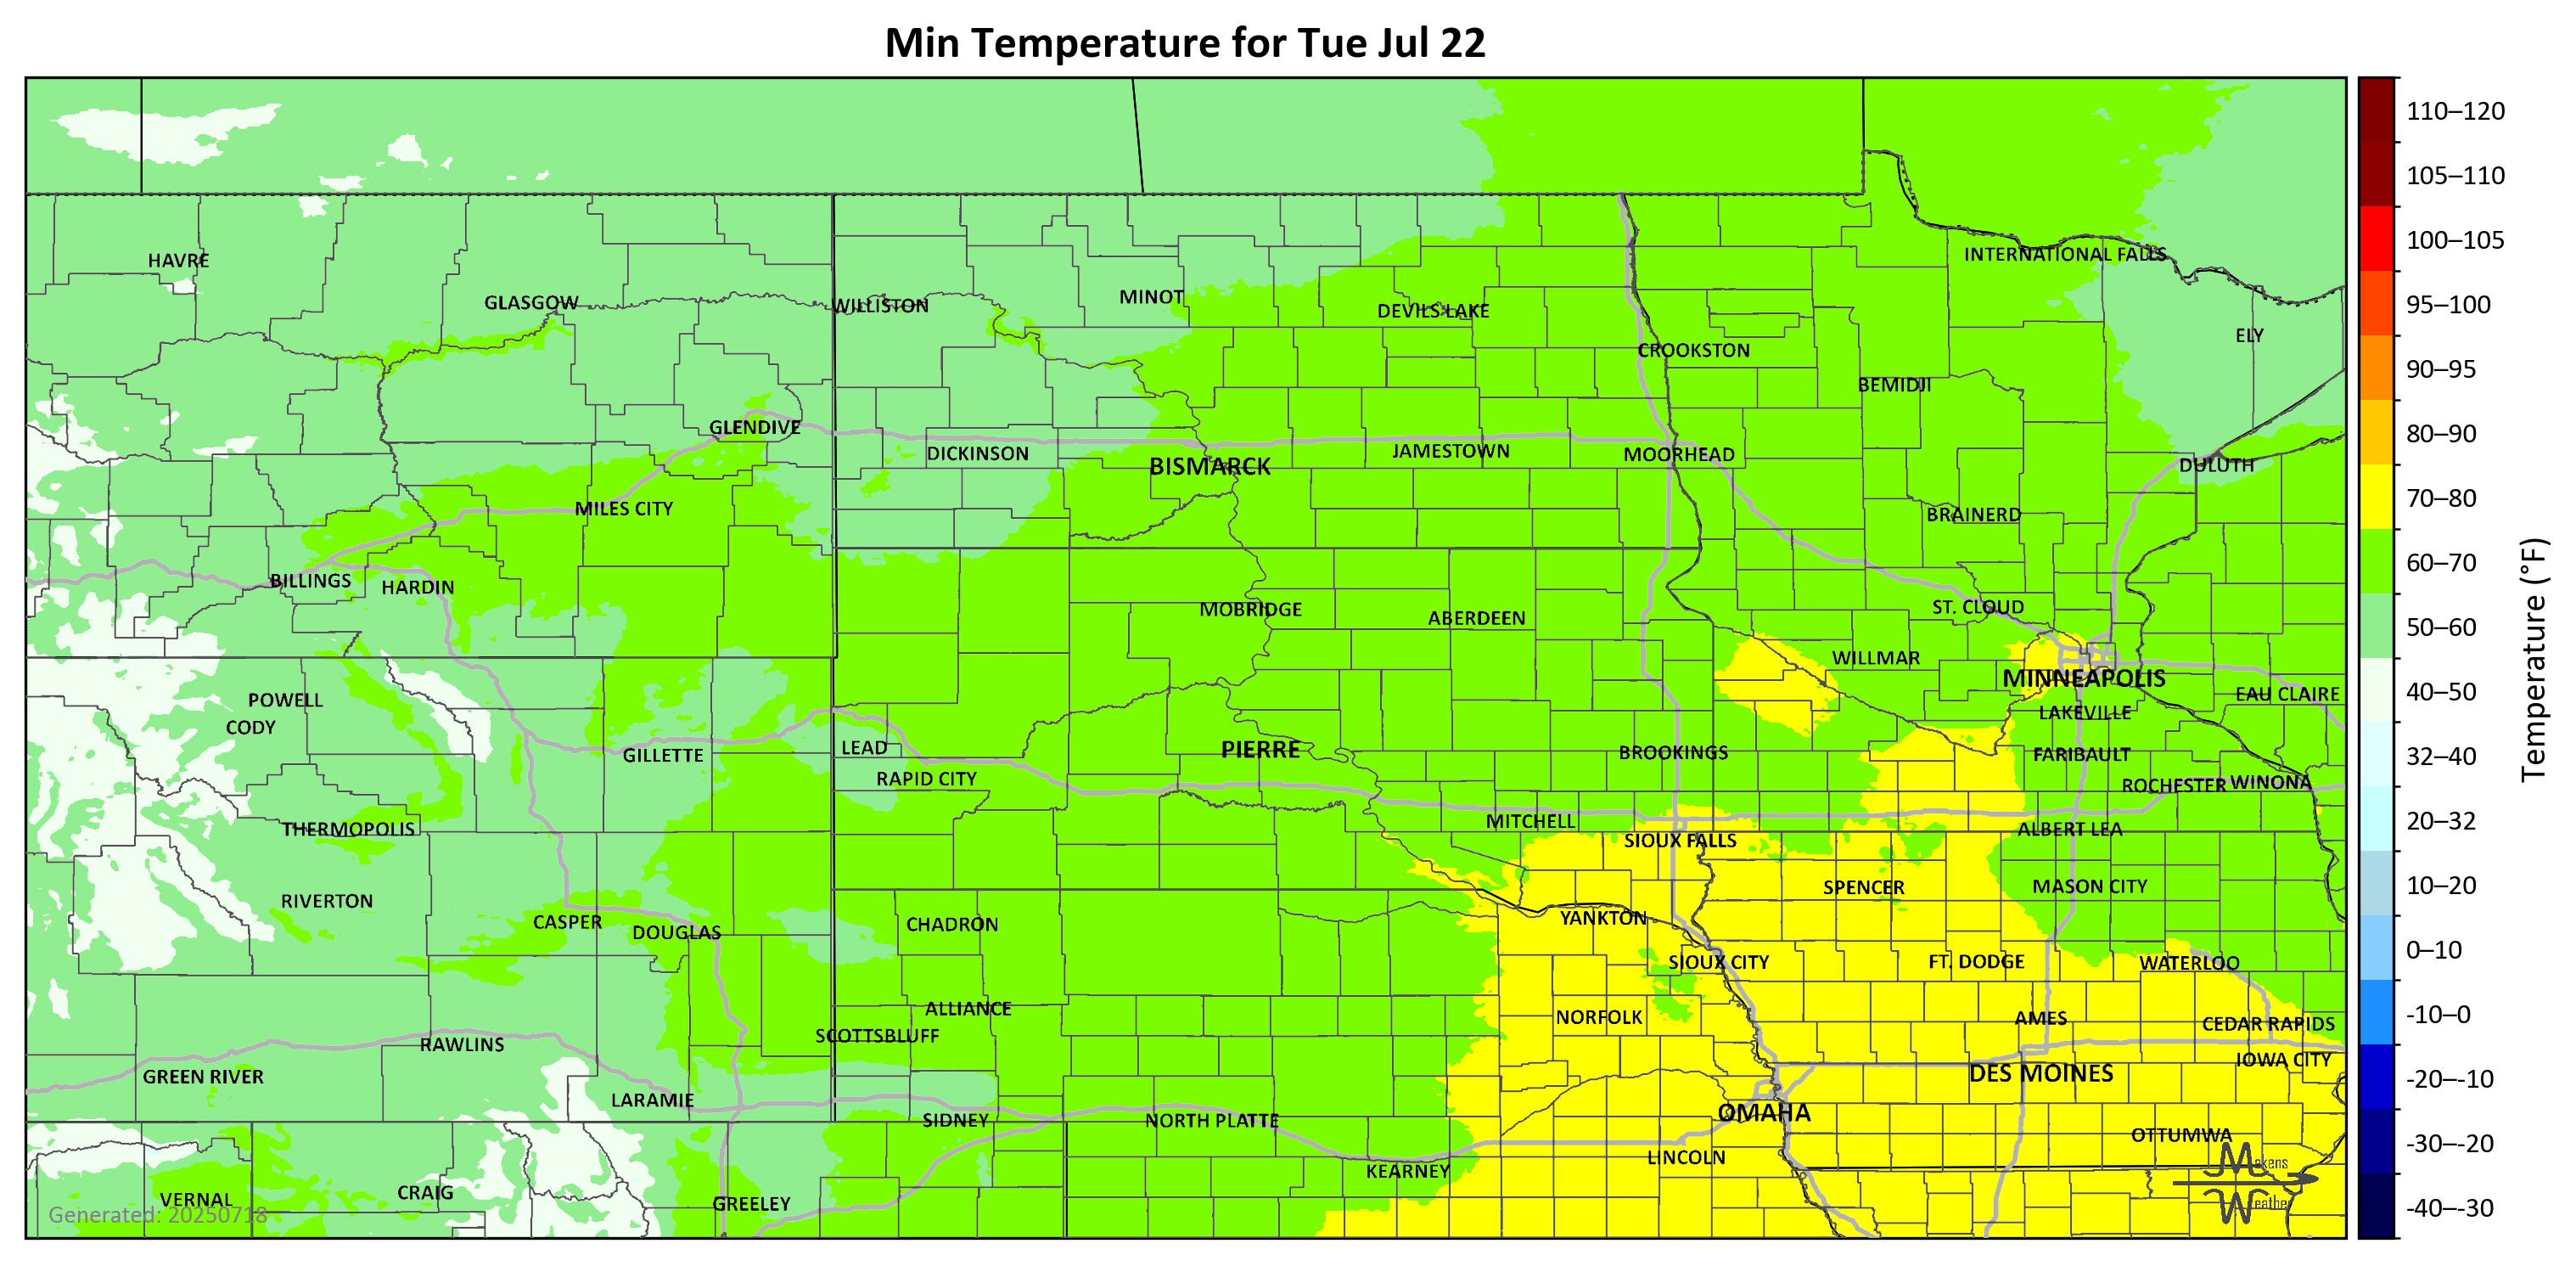 Min Temperature for Tue Jul 22
110–120
105–110
100–105
95–100
90–95
80–90
70–80
60–70
50–60
40–50
32–40
20–32
10–20
0–10
-10–0
-20–-10
-30–-20
-40–-30
Temperature (°F)
HAVRE
INTERNATIONAL FALLS
GLASGOW
WILLISTON
MINOT
DEVILS LAKE
ELY
CROOKSTON
BEMIDJI
GLENDIVE
DICKINSON
BISMARCK
JAMESTOWN
MOORHEAD
DULUTH
MILES CITY
BRAINERD
BILLINGS
HARDIN
MOBRIDGE
ABERDEEN
ST. CLOUD
WILLMAR
MINNEAPOLIS
EAU CLAIRE
POWELL
CODY
LAKEVILLE
GILLETTE
LEAD
PIERRE
BROOKINGS
FARIBAULT
RAPID CITY
ROCHESTER
WINONA
THERMOPOLIS
MITCHELL
SIOUX FALLS
ALBERT LEA
RIVERTON
SPENCER
MASON CITY
CASPER
DOUGLAS
CHADRON
YANKTON
SIOUX CITY
FT. DODGE
WATERLOO
ALLIANCE
NORFOLK
AMES
CEDAR RAPIDS
SCOTTSBLUFF
RAWLINS
IOWA CITY
GREEN RIVER
DES MOINES
LARAMIE
SIDNEY
NORTH PLATTE
OMAHA
OTTUMWA
KEARNEY
LINCOLN
VERNAL
CRAIG
GREELEY
Generated: 20250718
Makens
Weather